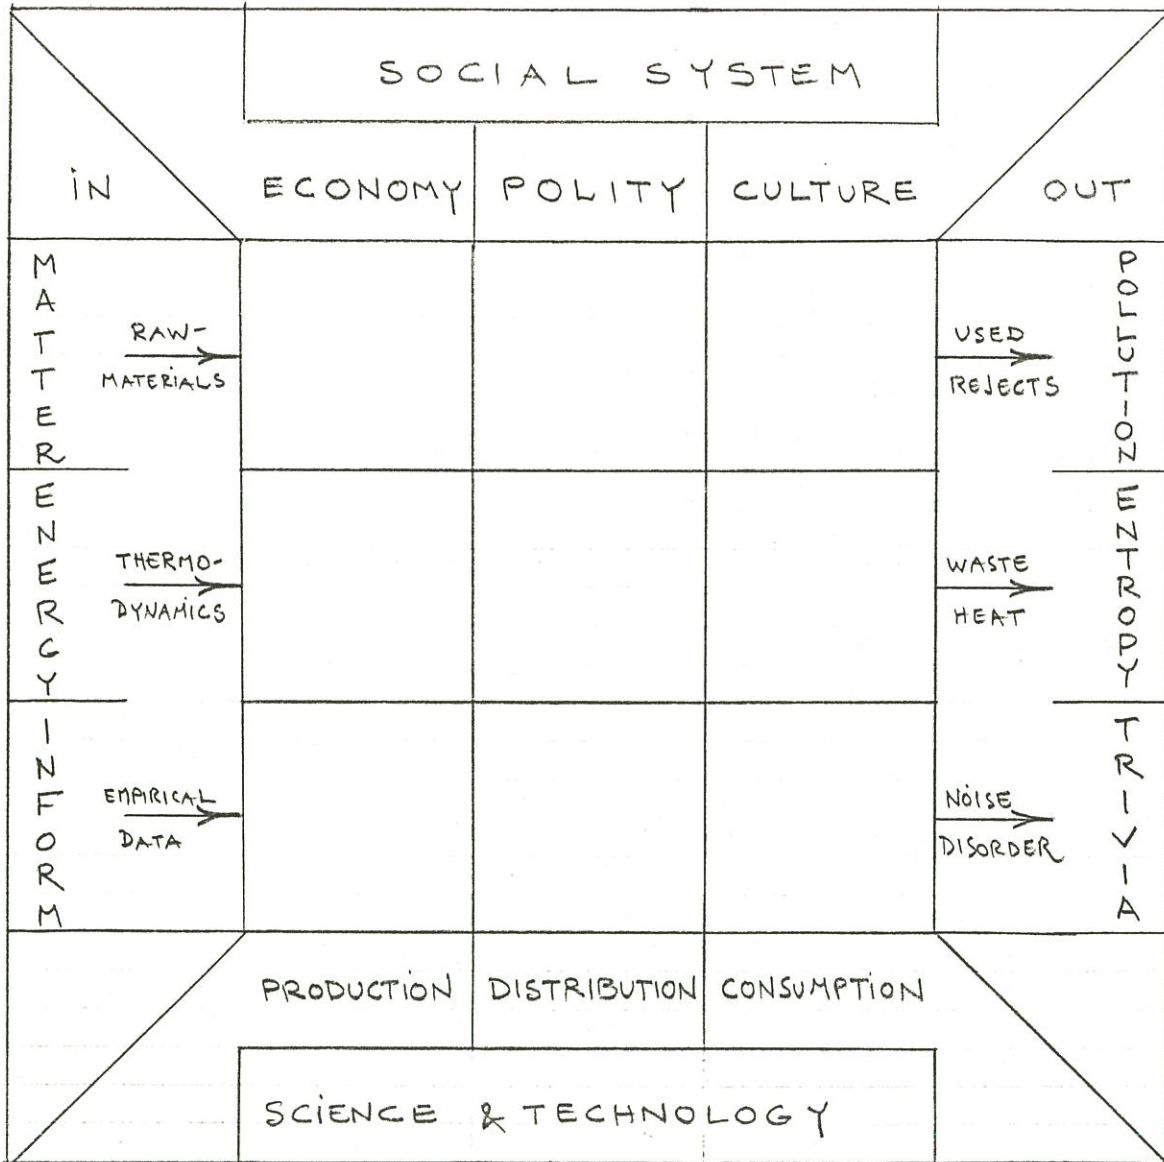 SOCIAL SYSTEM
iN
ECONOMY
POLITY
CULTURE
OUT
MATTER
RAW-
MATERiALS
USED
REJECTS
POLLUTION
ENERGY
THERMO-
DYNAMiCS
WASTE
HEAT
ENTROPY
INFORM
EMPiRiCAL
DATA
NOiSE
DISORDER
TRIVIA
PRODUCTiON
DISTRIBUTiON
CONSUMPTiON
SCiENCE & TECHNOLOGY